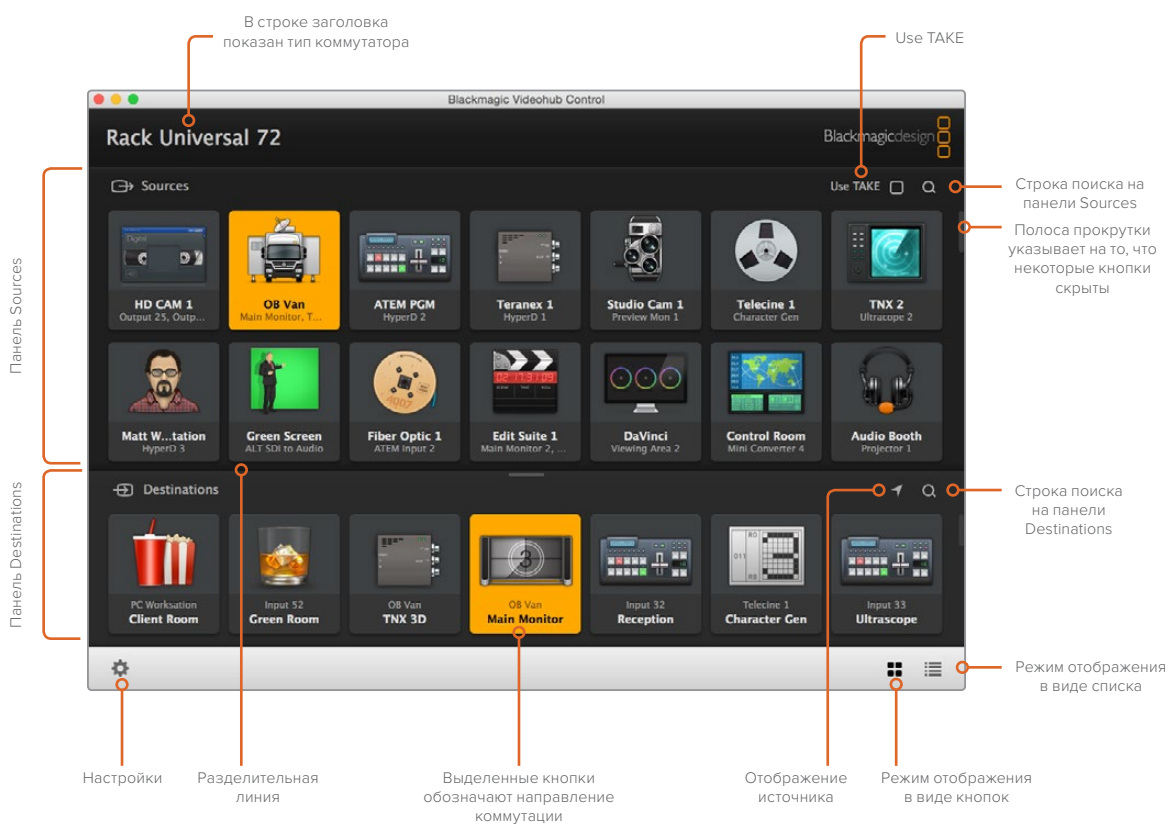 В строке заголовка
показан тип коммутатора
Use TAKE
Blackmagic Videohub Control
Rack Universal 72
Blackmagicdesign
Sources
Use TAKE
Строка поиска на
панели Sources
Полоса прокрутки
указывает на то, что
некоторые кнопки
скрыты
Панель Sources
Digital
HD CAM 1
Output 25, Outp...
OB Van
Main Monitor, T...
ATEM PGM
HyperD 2
Teranex 1
HyperD 1
Studio Cam 1
Preview Mon 1
Telecine 1
Character Gen
TNX 2
Ultracope 2
4007
Matt W...tation
HyperD 3
Green Screen
ALT SDI to Audio
Fiber Optic 1
ATEM Input 2
Edit Suite 1
Main Monitor 2, ...
DaVinci
Viewing Area 2
Control Room
Mini Converter 4
Audio Booth
Projector 1
Панель Destinations
Destinations
Строка поиска
на панели
Destinations
3
R0
011
R8
PC Worksation
Client Room
Input 52
Green Room
OB Van
TNX 3D
OB Van
Main Monitor
Input 32
Reception
Telecine 1
Character Gen
Input 33
Ultrascope
Режим отображения
в виде списка
Настройки
Разделительная
линия
Выделенные кнопки
обозначают направление
коммутации
Отображение
источника
Режим отображения
в виде кнопок